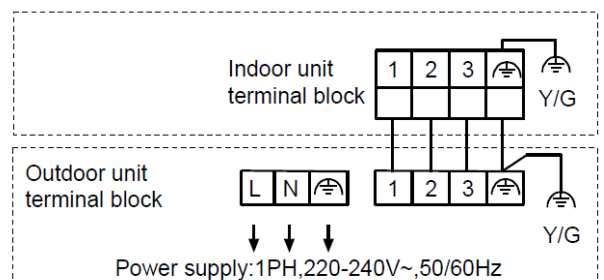 Indoor unit
terminal block
1 2 3
Y/G
Outdoor unit
terminal block
L N
1 2 3
Y/G
Power supply:1PH,220-240V~,50/60Hz